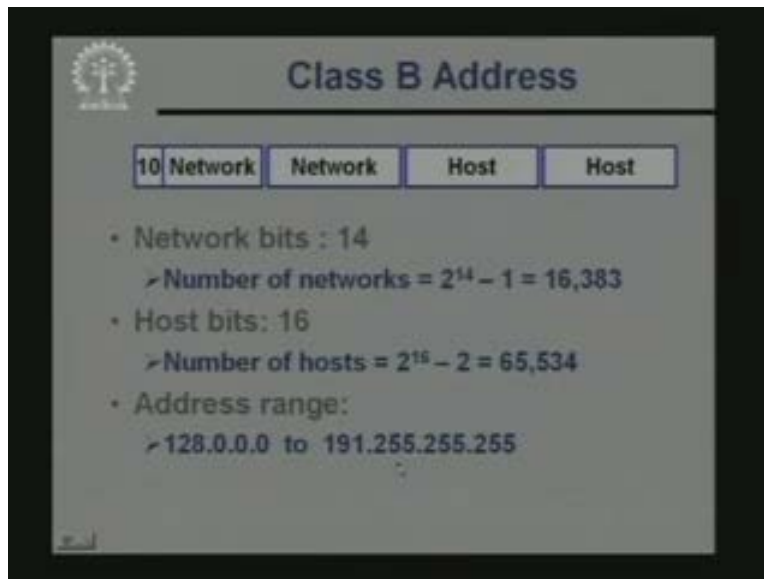 Class B Address
10 Network Network Host Host
• Network bits : 14
➢Number of networks = 2¹⁴ – 1 = 16,383
• Host bits: 16
➢Number of hosts = 2¹⁶ – 2 = 65,534
• Address range:
➢128.0.0.0 to 191.255.255.255